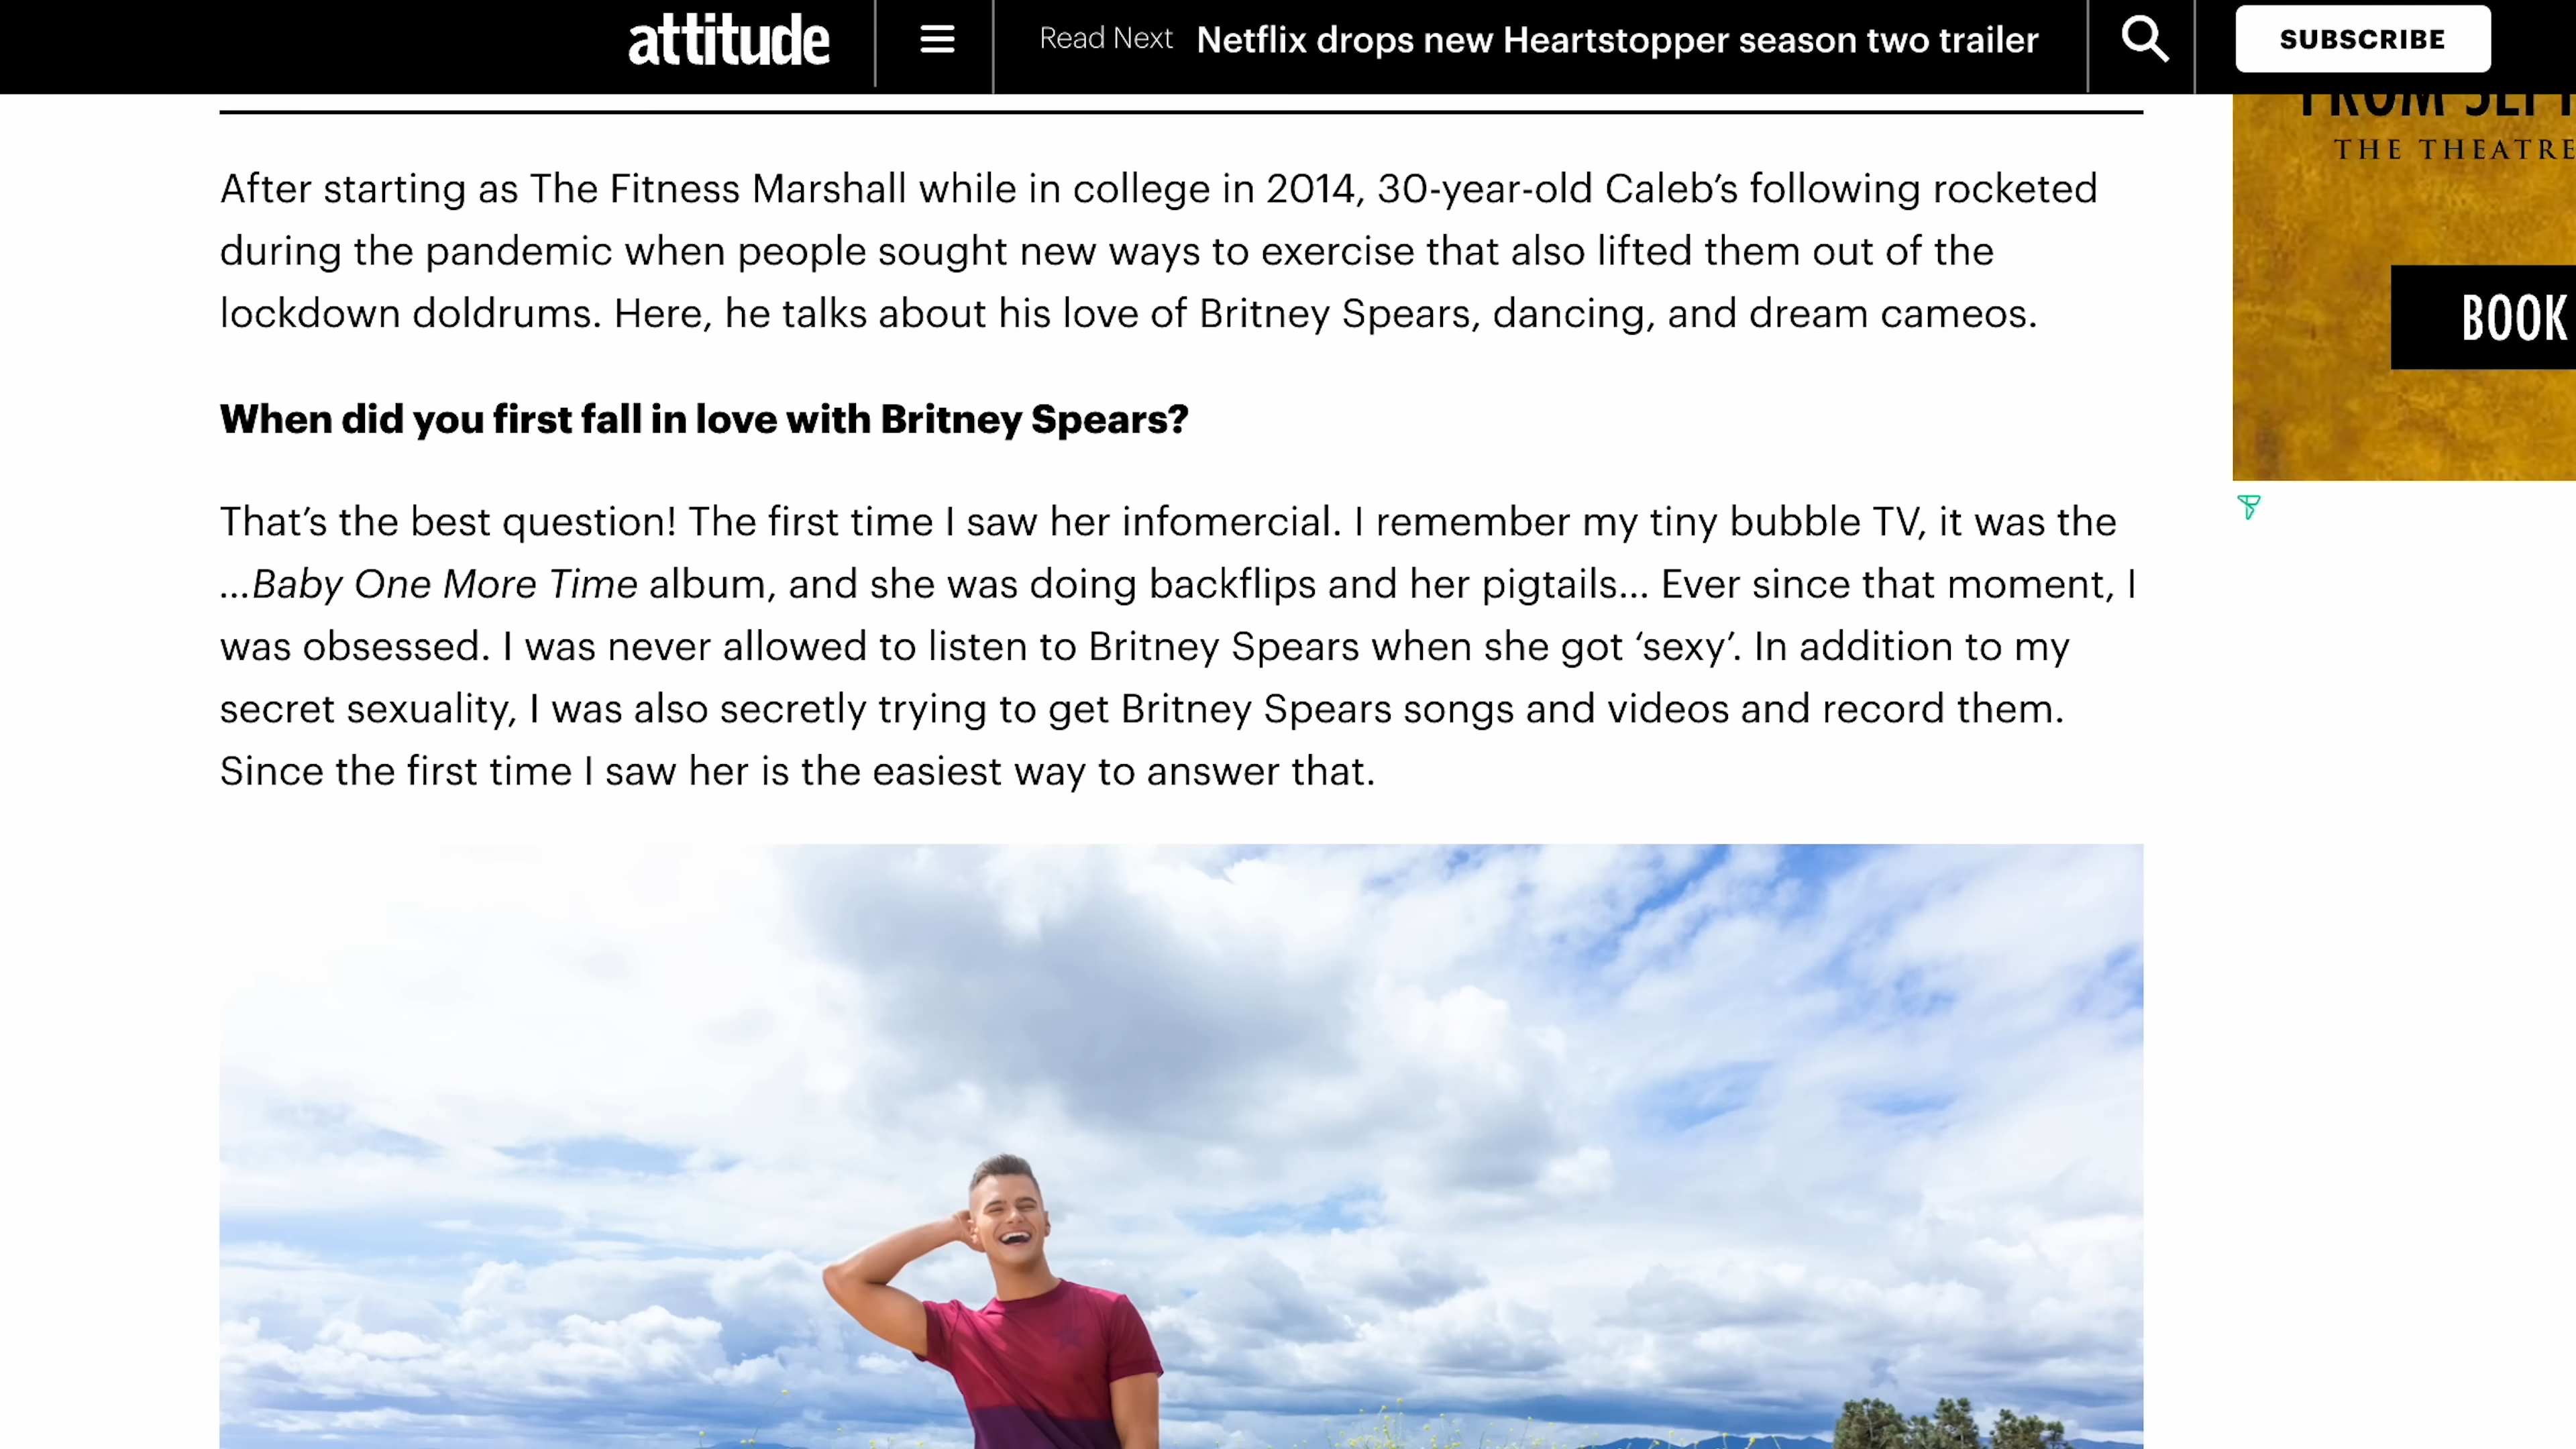 attitude
Read Next Netflix drops new Heartstopper season two trailer
SUBSCRIBE
THE THEATRE
BOOK
After starting as The Fitness Marshall while in college in 2014, 30-year-old Caleb’s following rocketed
during the pandemic when people sought new ways to exercise that also lifted them out of the
lockdown doldrums. Here, he talks about his love of Britney Spears, dancing, and dream cameos.
When did you first fall in love with Britney Spears?
That’s the best question! The first time I saw her infomercial. I remember my tiny bubble TV, it was the
…Baby One More Time album, and she was doing backflips and her pigtails… Ever since that moment, I
was obsessed. I was never allowed to listen to Britney Spears when she got ‘sexy’. In addition to my
secret sexuality, I was also secretly trying to get Britney Spears songs and videos and record them.
Since the first time I saw her is the easiest way to answer that.